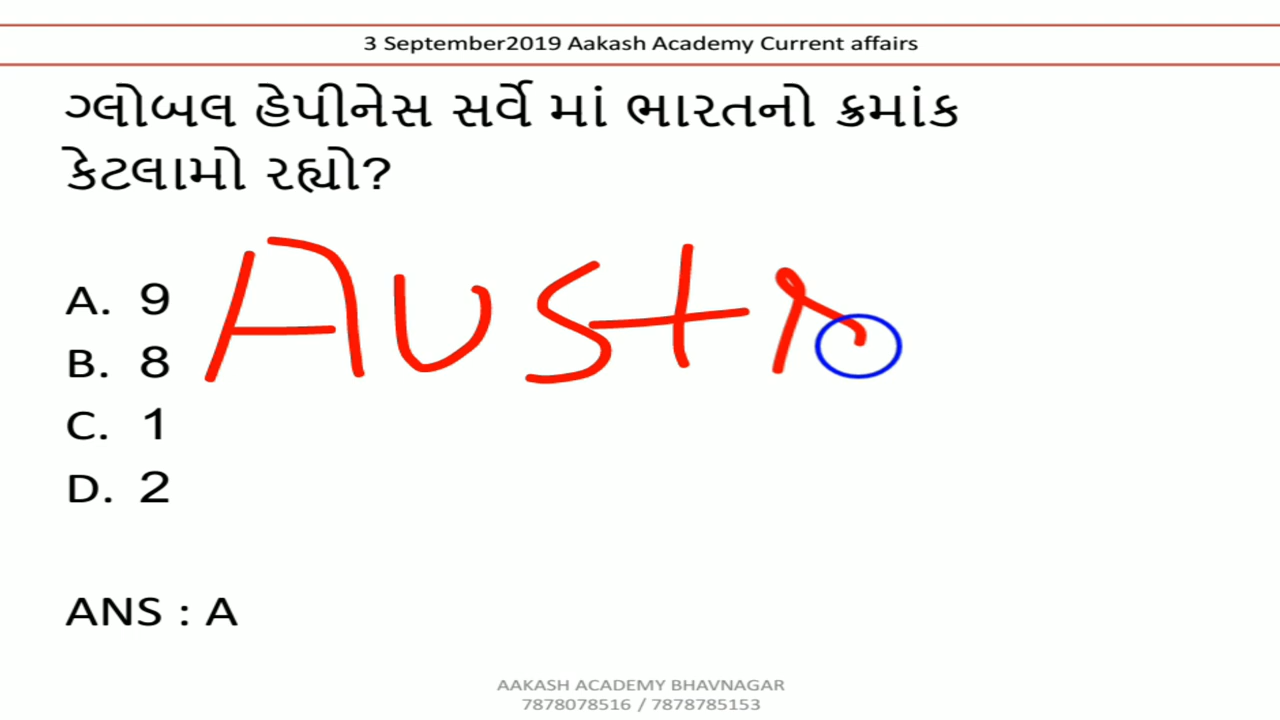 3 September2019 Aakash Academy Current affairs
ગ્લોબલ હેપીનેસ સર્વે માં ભારતનો ક્રમાંક
કેટલામો રહ્યો?
A. 9
Austr
B. 8
C. 1
D. 2
ANS : A
AAKASH ACADEMY BHAVNAGAR
7878078516 / 7878785153